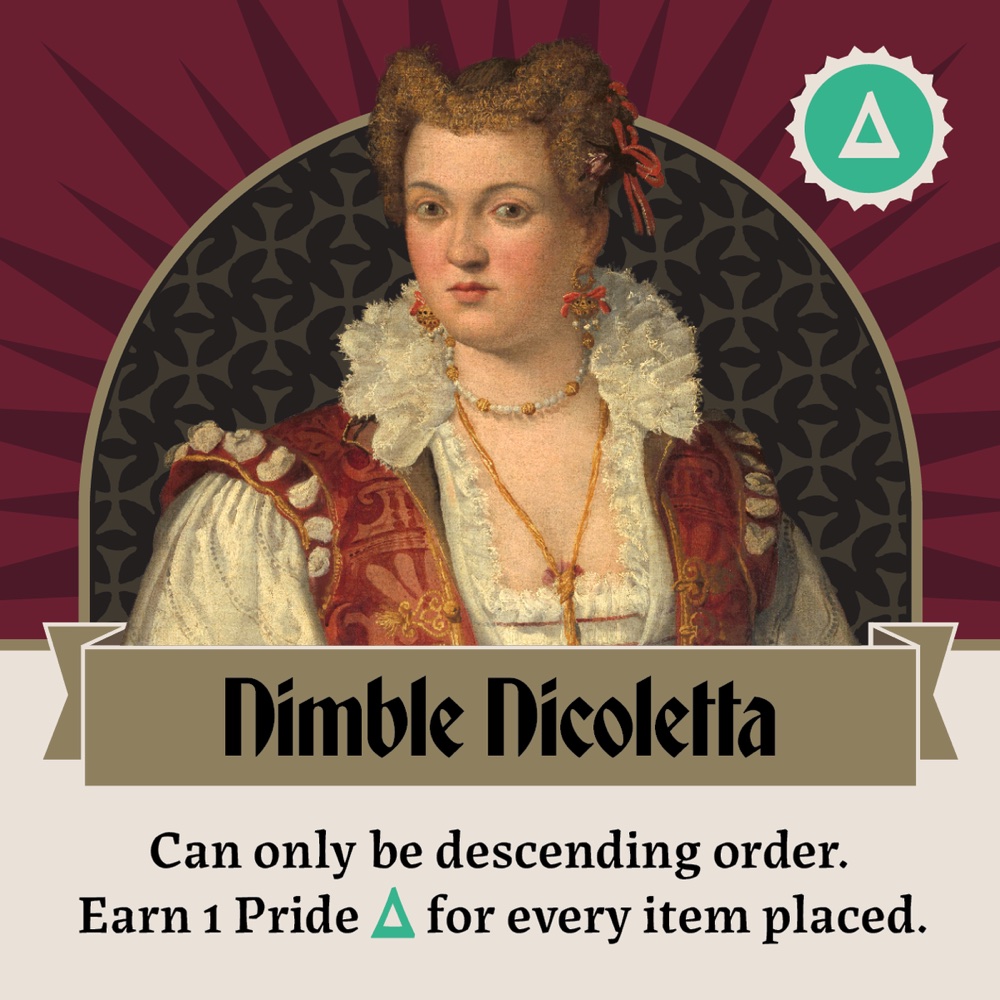 Nimble Nicoletta
Can only be descending order.
Earn 1 Pride for every item placed.